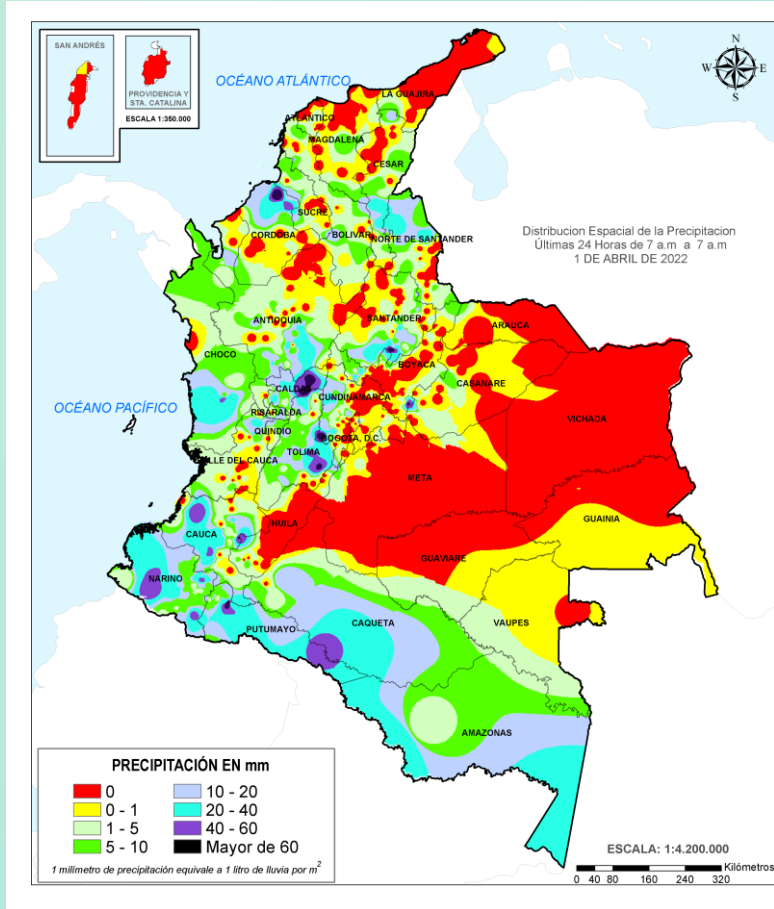 SAN ANDRÉS
PROVIDENCIA Y
STA. CATALINA
ESCALA 1:350.000
OCÉANO ATLÁNTICO
N
W
E
S
LA GUAJIRA
ATLANTICO
MAGDALENA
CESAR
SUCRE
CORDOBA
BOLIVAR
NORTE DE SANTANDER
Distribucion Espacial de la Precipitacion
Últimas 24 Horas de 7 a.m a 7 a.m
1 DE ABRIL DE 2022
ANTIOQUIA
SANTANDER
ARAUCA
CHOCO
BOYACA
CASANARE
CALDAS
CUNDINAMARCA
OCÉANO PACÍFICO
RISARALDA
VICHADA
QUINDIO
BOGOTA, D.C.
TOLIMA
VALLE DEL CAUCA
META
GUAINIA
HUILA
CAUCA
GUAVIARE
NARINO
CAQUETA
VAUPES
PUTUMAYO
AMAZONAS
PRECIPITACIÓN EN mm
0
10 - 20
0 - 1
20 - 40
1 - 5
40 - 60
5 - 10
Mayor de 60
1 milímetro de precipitación equivale a 1 litro de lluvia por m²
ESCALA: 1:4.200.000
Kilómetros
0 40 80 160 240 320